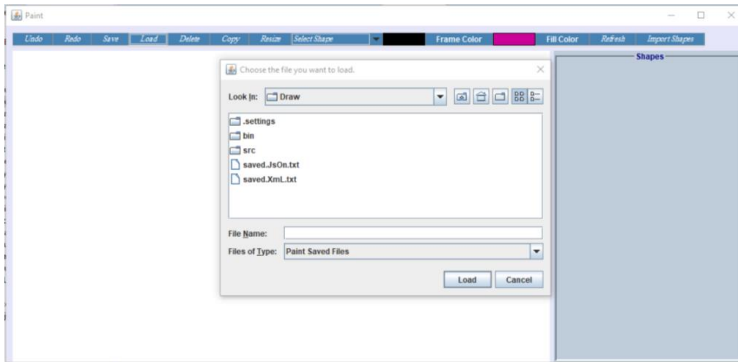 Paint
Undo Redo Save Load Delete Copy Resize Select Shape Frame Color Fill Color Refresh Import Shapes
Shapes
Choose the file you want to load.
Look In: Draw
.settings
bin
src
saved.JsOn.txt
saved.XmL.txt
File Name:
Files of Type: Paint Saved Files
Load Cancel